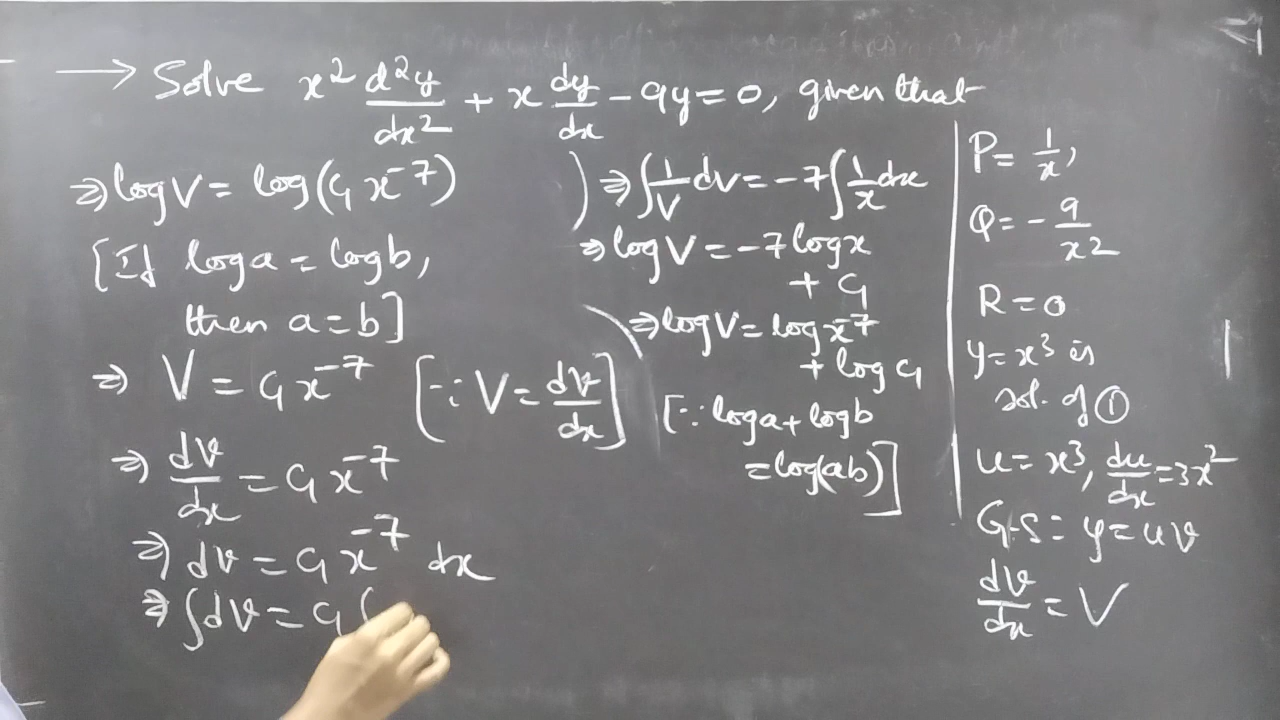 → Solve x² d²y/dx² + x dy/dx - 9y = 0, given that
⇒ log V = log(C₁ x⁻⁷)
[If log a = log b,
then a = b]
⇒ V = C₁ x⁻⁷ [∵ V = dv/dx]
⇒ dv/dx = C₁ x⁻⁷
⇒ dv = C₁ x⁻⁷ dx
⇒ ∫dv = C₁ ∫
⇒ ∫ 1/V dV = -7 ∫ 1/x dx
⇒ log V = -7 log x
+ C₁
⇒ log V = log x⁻⁷
+ log C₁
[∵ log a + log b
= log(ab)]
P = 1/x,
Q = - 9/x²
R = 0
y = x³ is
sol. of ①
u = x³, du/dx = 3x²
G.S = y = uv
dv/dx = V